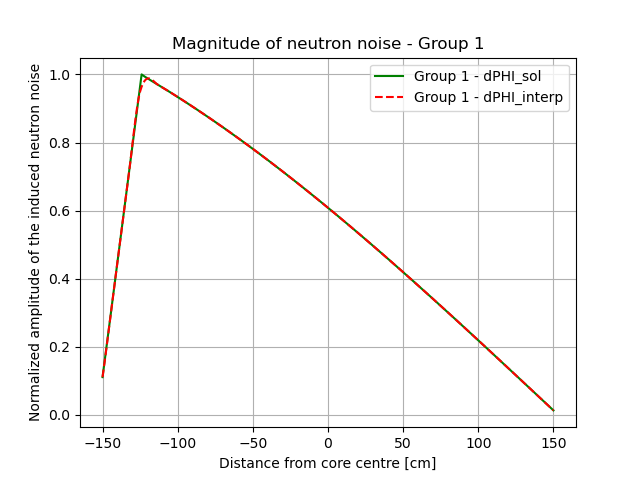 Magnitude of neutron noise - Group 1
Normalized amplitude of the induced neutron noise
1.0
0.8
0.6
0.4
0.2
0.0
Group 1 - dPHI_sol
Group 1 - dPHI_interp
−150 −100 −50 0 50 100 150
Distance from core centre [cm]